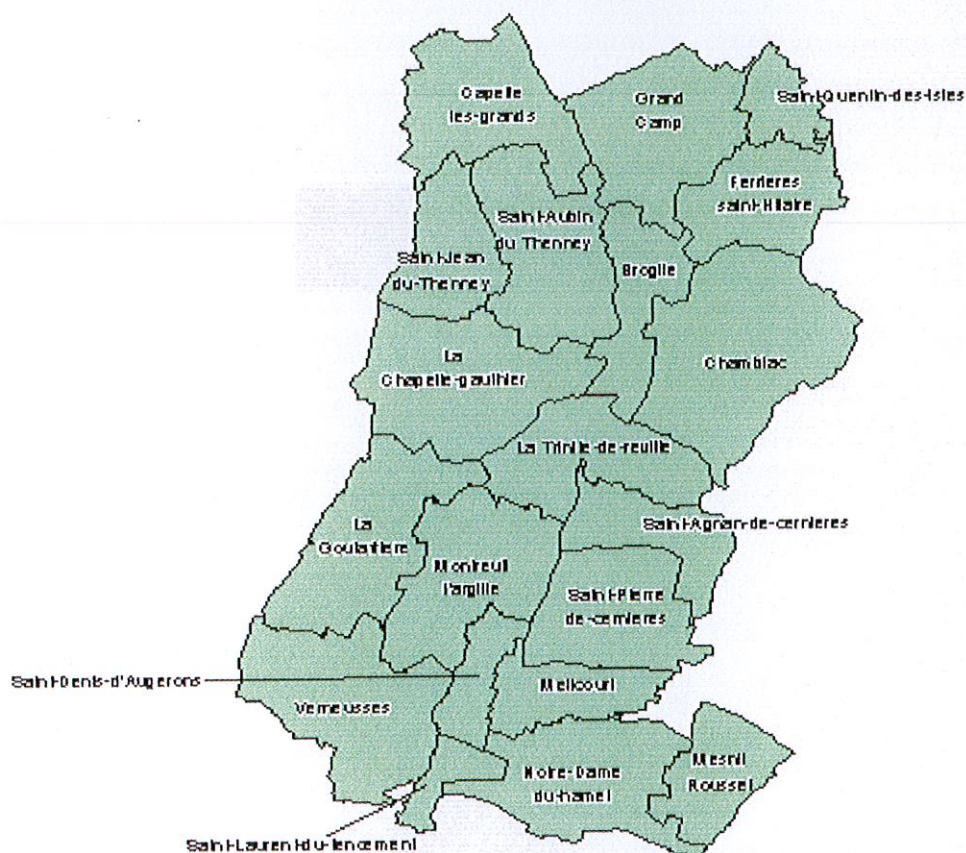 Capelle
les-grands
Grand
Camp
Saint-Quentin-des-Isles
Ferrieres
saint-Hilaire
Saint-Aubin
du Thenney
Saint-Jean
du-Thenney
Broglie
La
Chapelle-gaulhier
Chamblac
La Trinite-de-reville
La
Goulafriere
Saint-Agnan-de-cernieres
Montreuil
l'argille
Saint-Pierre
de-cernieres
Saint-Denis-d'Augerons
Melicourt
Verneusses
Notre-Dame
du-hamel
Mesnil
Roussel
Saint-Laurent-du-tencement